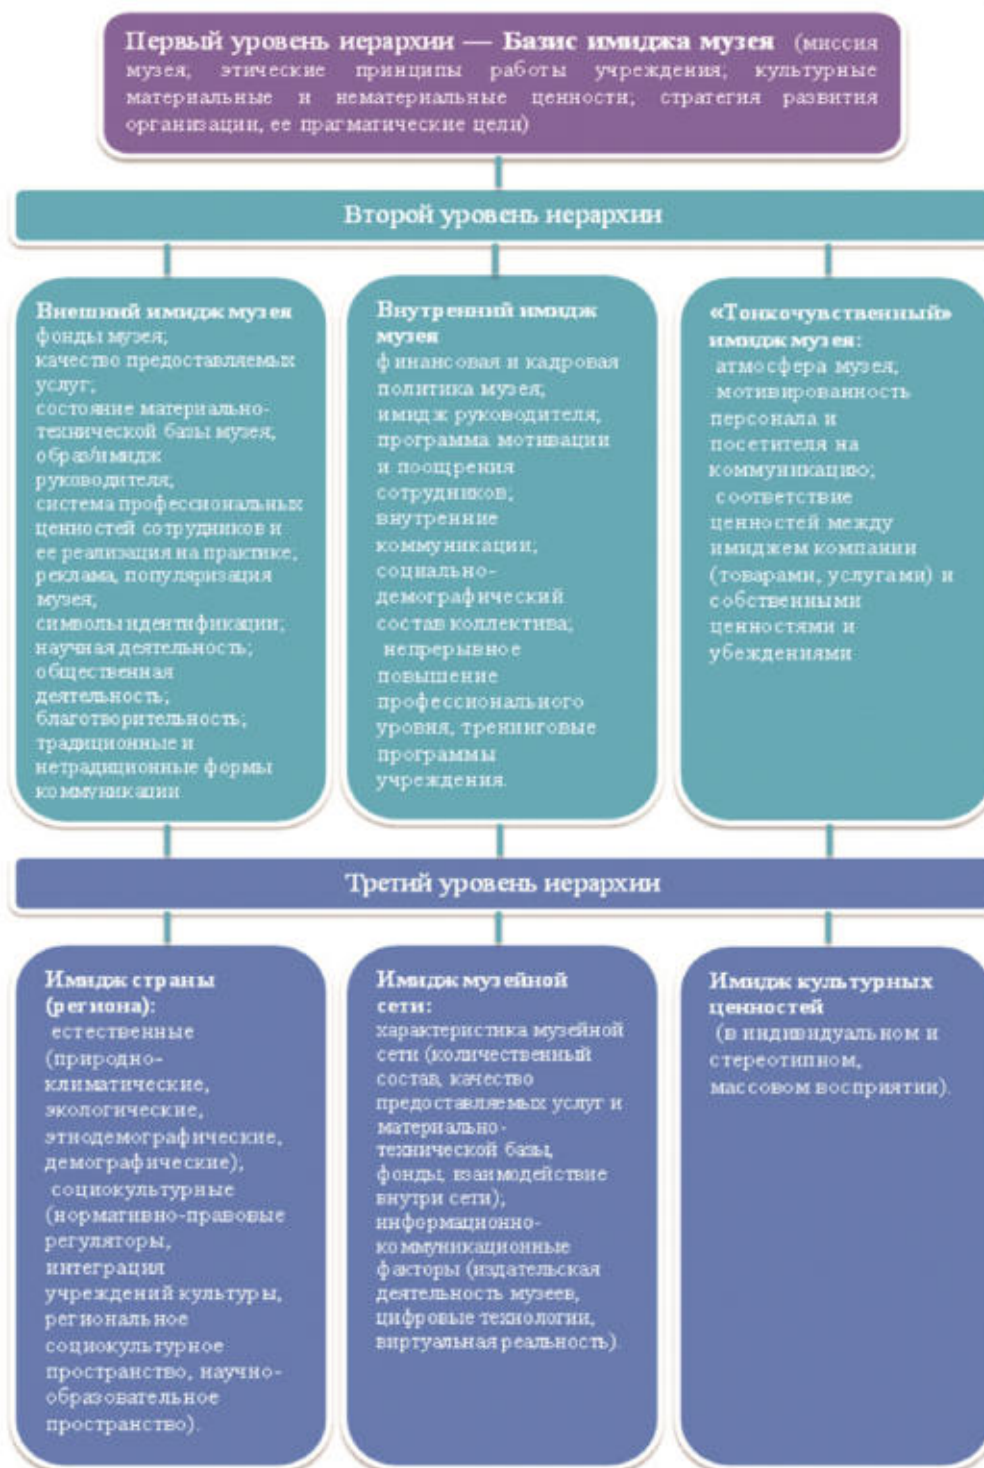 Первый уровень иерархии — Базис имиджа музея (миссия
музея; этические принципы работы учреждения; культурные
материальные и нематериальные ценности; стратегия развития
организации, ее прагматические цели)
Второй уровень иерархии
Внешний имидж музея
фонды музея;
качество предоставляемых
услуг;
состояние материально-
технической базы музея;
образ/имидж
руководителя;
система профессиональных
ценностей сотрудников и
ее реализация на практике;
реклама, популяризация
музея;
символы идентификации;
научная деятельность;
общественная
деятельность;
благотворительность;
традиционные и
нетрадиционные формы
коммуникации
Внутренний имидж
музея
финансовая и кадровая
политика музея;
имидж руководителя;
программа мотивации
и поощрения
сотрудников;
внутренние
коммуникации;
социально-
демографический
состав коллектива;
непрерывное
повышение
профессионального
уровня, тренинговые
программы
учреждения.
«Тонкочувственный»
имидж музея:
атмосфера музея;
мотивированность
персонала и
посетителя на
коммуникацию;
соответствие
ценностей между
имиджем компании
(товарами, услугами) и
собственными
ценностями и
убеждениями
Третий уровень иерархии
Имидж страны
(региона):
естественные
(природно-
климатические,
экологические,
этнодемографические,
демографические),
социокультурные
(нормативно-правовые
регуляторы,
интеграция
учреждений культуры,
региональное
социокультурное
пространство, научно-
образовательное
пространство).
Имидж музейной
сети:
характеристика музейной
сети (количественный
состав, качество
предоставляемых услуг и
материально-
технической базы,
фонды, взаимодействие
внутри сети);
информационно-
коммуникационные
факторы (издательская
деятельность музеев,
цифровые технологии,
виртуальная реальность).
Имидж культурных
ценностей
(в индивидуальном и
стереотипном,
массовом восприятии).